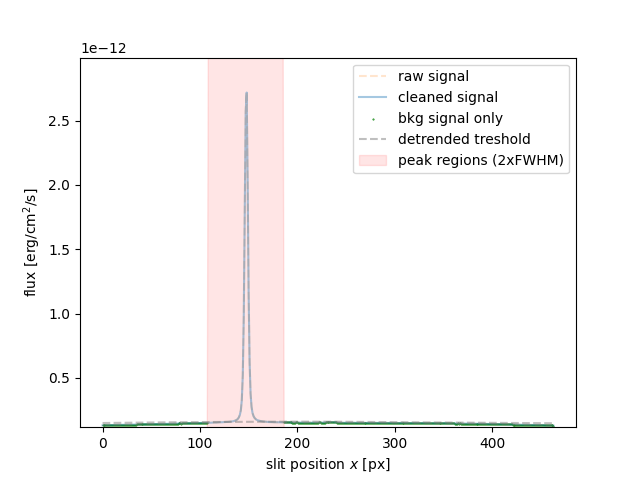 1e−12
raw signal
cleaned signal
bkg signal only
detrended treshold
peak regions (2xFWHM)
2.5
2.0
1.5
1.0
0.5
flux [erg/cm²/s]
0 100 200 300 400
slit position x [px]